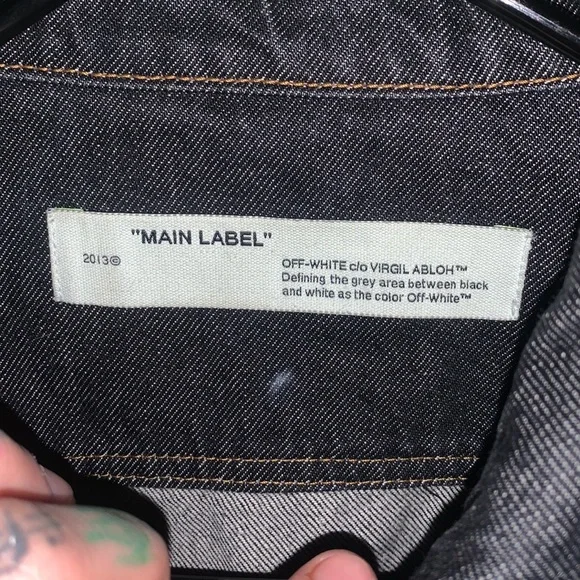 "MAIN LABEL"
2013©
OFF-WHITE c/o VIRGIL ABLOH™
Defining the grey area between black
and white as the color Off-White™